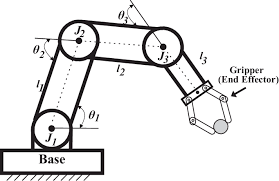 θ3
J2
θ2
J3
l3
l2
Gripper
(End Effector)
l1
θ1
J1
Base